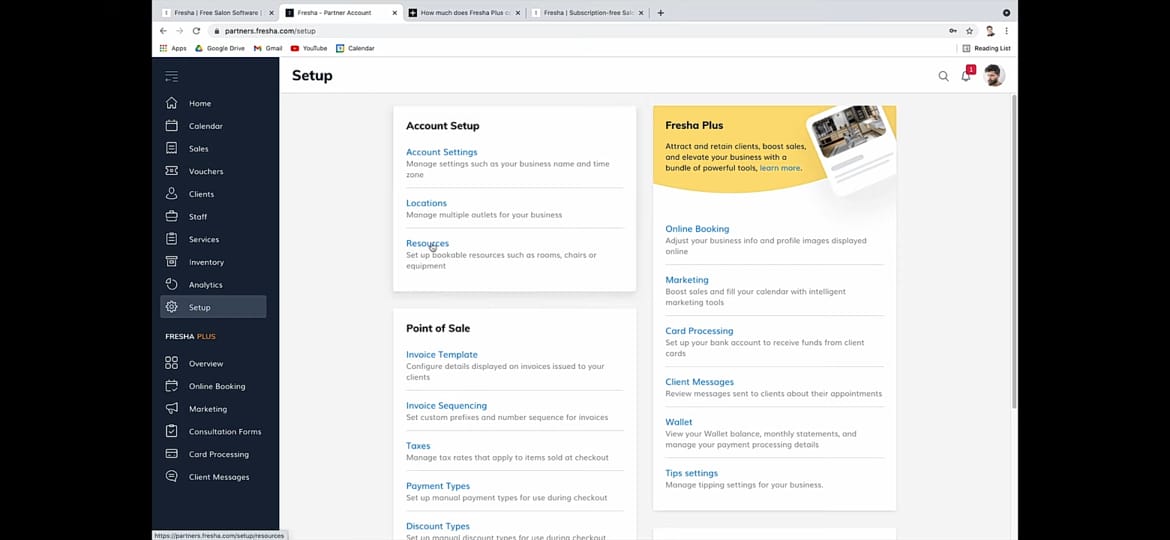 Fresha | Free Salon Software |
Fresha - Partner Account
How much does Fresha Plus c
Fresha | Subscription-free Sal
partners.fresha.com/setup
Apps
Google Drive
Gmail
YouTube
Calendar
Reading List
Setup
1
Home
Calendar
Sales
Vouchers
Clients
Staff
Services
Inventory
Analytics
Setup
FRESHA PLUS
Overview
Online Booking
Marketing
Consultation Forms
Card Processing
Client Messages
Account Setup
Account Settings
Manage settings such as your business name and time
zone
Locations
Manage multiple outlets for your business
Resources
Set up bookable resources such as rooms, chairs or
equipment
Point of Sale
Invoice Template
Configure details displayed on invoices issued to your
clients
Invoice Sequencing
Set custom prefixes and number sequence for invoices
Taxes
Manage tax rates that apply to items sold at checkout
Payment Types
Set up manual payment types for use during checkout
Discount Types
Set up manual discount types for use during checkout
Fresha Plus
Attract and retain clients, boost sales,
and elevate your business with a
bundle of powerful tools, learn more.
Online Booking
Adjust your business info and profile images displayed
online
Marketing
Boost sales and fill your calendar with intelligent
marketing tools
Card Processing
Set up your bank account to receive funds from client
cards
Client Messages
Review messages sent to clients about their appointments
Wallet
View your Wallet balance, monthly statements, and
manage your payment processing details
Tips settings
Manage tipping settings for your business.
https://partners.fresha.com/setup/resources